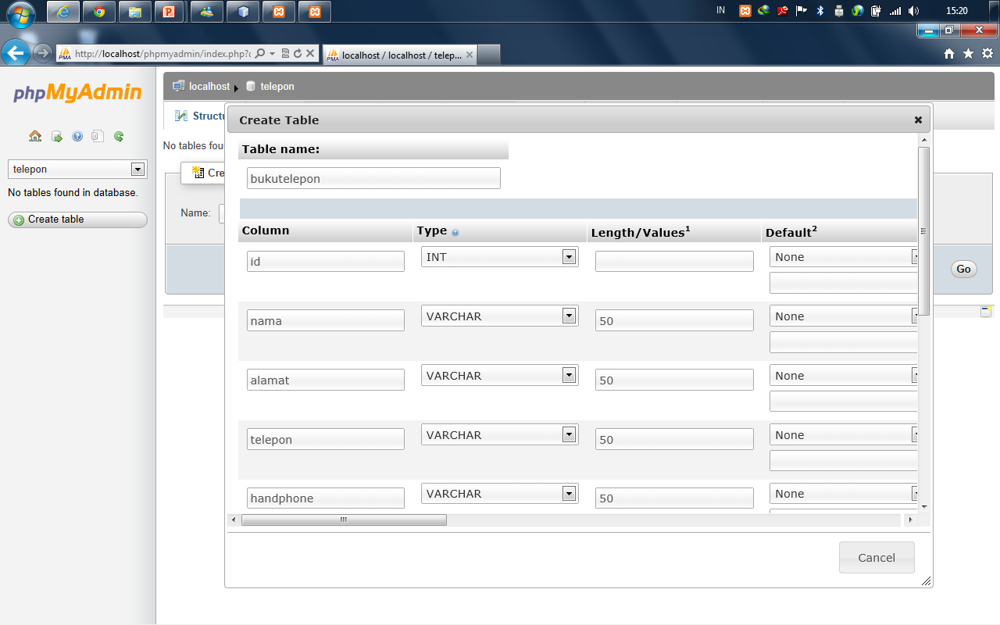 IN
15:20
http://localhost/phpmyadmin/index.php?
localhost / localhost / telep...
phpMyAdmin
localhost
telepon
Structu
telepon
No tables found in database.
Create table
No tables fou
Cre
Name:
Go
Create Table
Table name:
bukutelepon
Column Type Length/Values1 Default2
id INT None
nama VARCHAR 50 None
alamat VARCHAR 50 None
telepon VARCHAR 50 None
handphone VARCHAR 50 None
Cancel